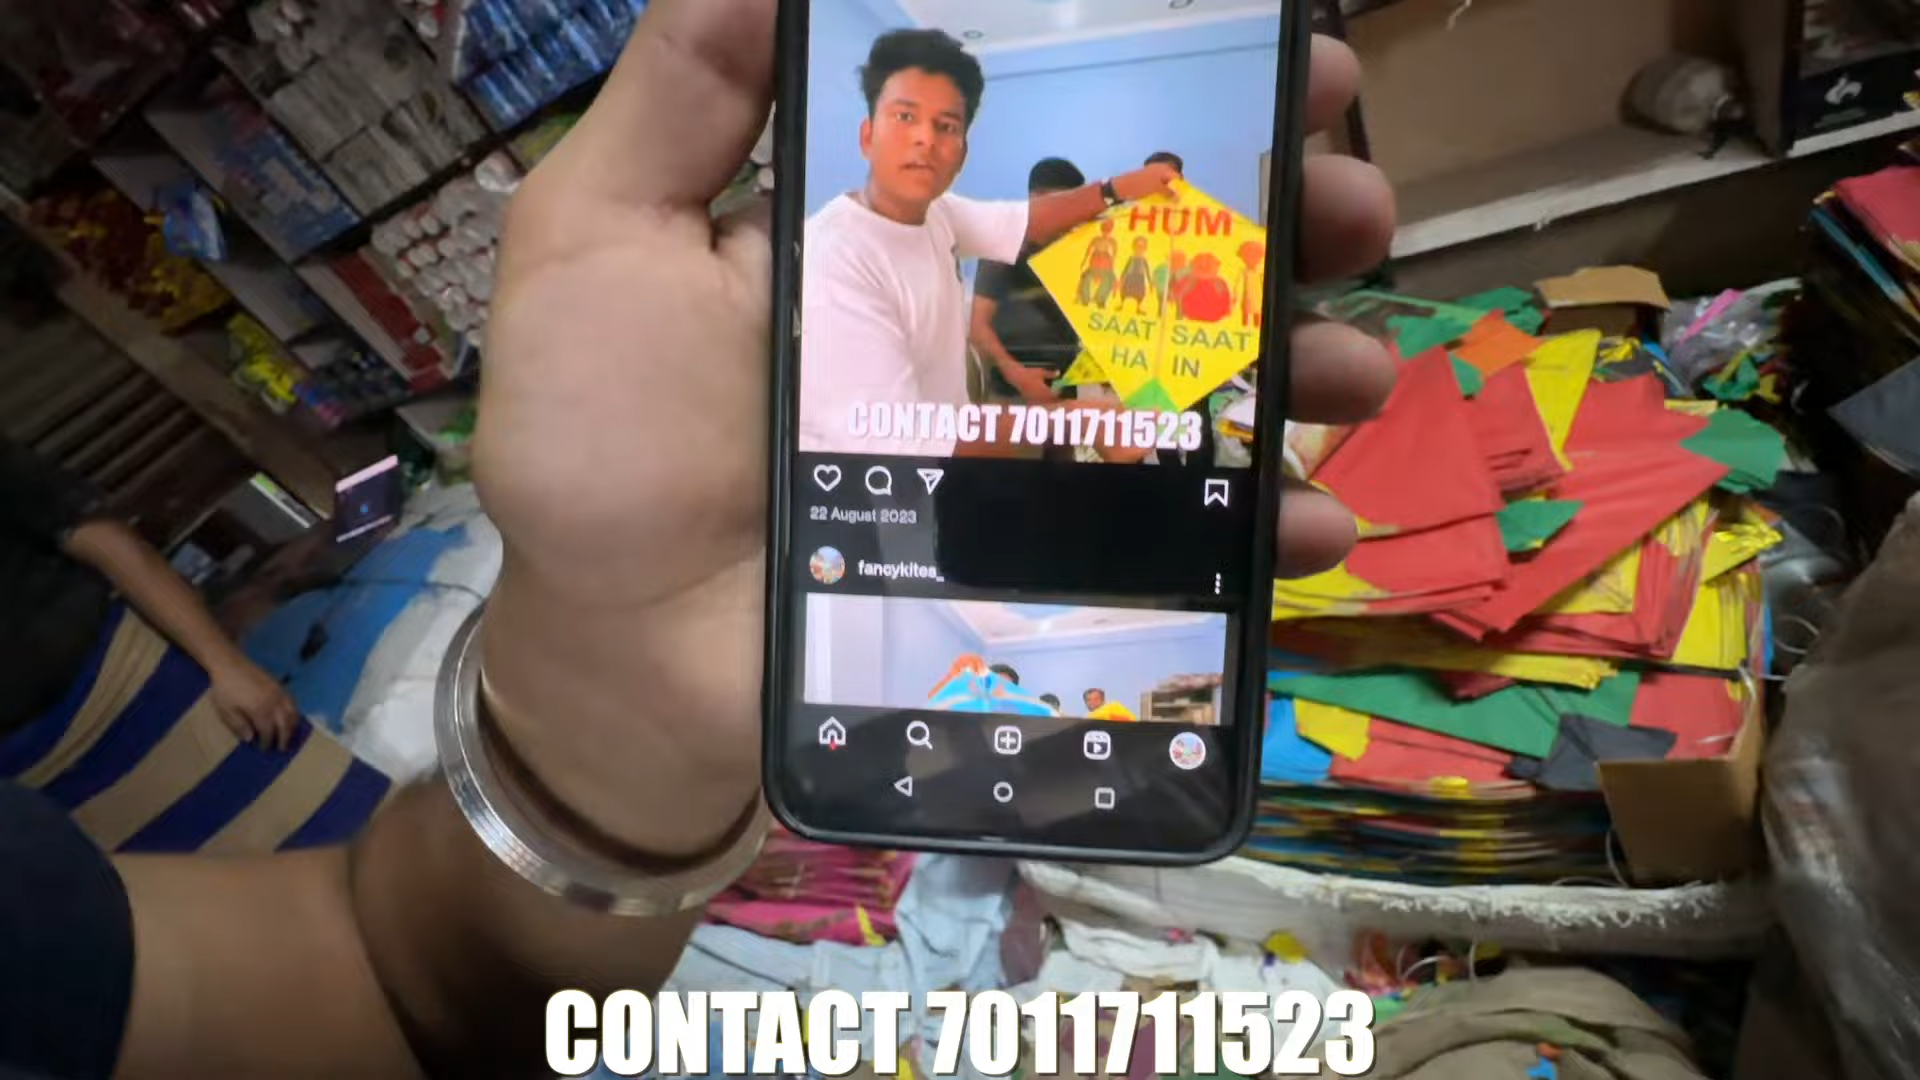 HUM
SAAT SAAT
HA IN
CONTACT 7011711523
22 August 2023
fancykites_
CONTACT 7011711523